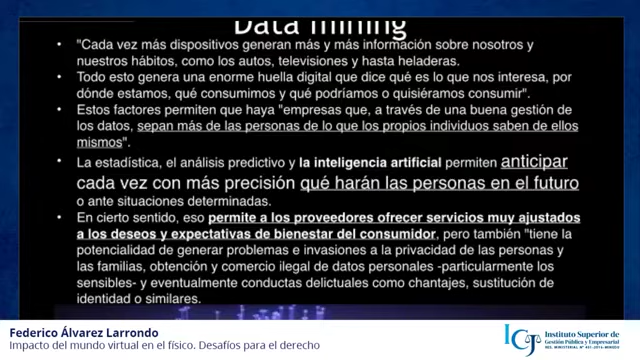 Data mining
• "Cada vez más dispositivos generan más y más información sobre nosotros y
nuestros hábitos, como los autos, televisiones y hasta heladeras.
• Todo esto genera una enorme huella digital que dice qué es lo que nos interesa, por
dónde estamos, qué consumimos y qué podríamos o quisiéramos consumir".
• Estos factores permiten que haya "empresas que, a través de una buena gestión de
los datos, sepan más de las personas de lo que los propios individuos saben de ellos
mismos".
• La estadística, el análisis predictivo y la inteligencia artificial permiten anticipar
cada vez con más precisión qué harán las personas en el futuro
o ante situaciones determinadas.
• En cierto sentido, eso permite a los proveedores ofrecer servicios muy ajustados
a los deseos y expectativas de bienestar del consumidor, pero también "tiene la
potencialidad de generar problemas e invasiones a la privacidad de las personas y
las familias, obtención y comercio ilegal de datos personales -particularmente los
sensibles- y eventualmente conductas delictuales como chantajes, sustitución de
identidad o similares.
Federico Álvarez Larrondo
Impacto del mundo virtual en el físico. Desafíos para el derecho
Instituto Superior de
Gestión Pública y Empresarial